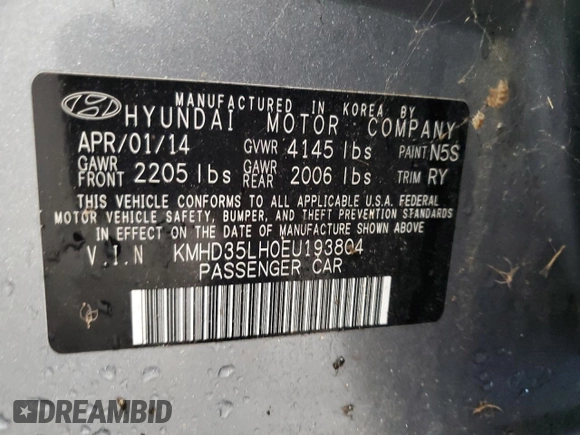 MANUFACTURED IN KOREA BY
HYUNDAI MOTOR COMPANY
APR/01/14 GVWR 4145 lbs PAINT N5S
GAWR FRONT 2205 lbs GAWR REAR 2006 lbs TRIM RY
THIS VEHICLE CONFORMS TO ALL APPLICABLE U.S.A. FEDERAL
MOTOR VEHICLE SAFETY, BUMPER, AND THEFT PREVENTION STANDARDS
IN EFFECT ON THE DATE OF MANUFACTURE SHOWN ABOVE
V.I.N KMHD35LH0EU193804
PASSENGER CAR
DREAMBID